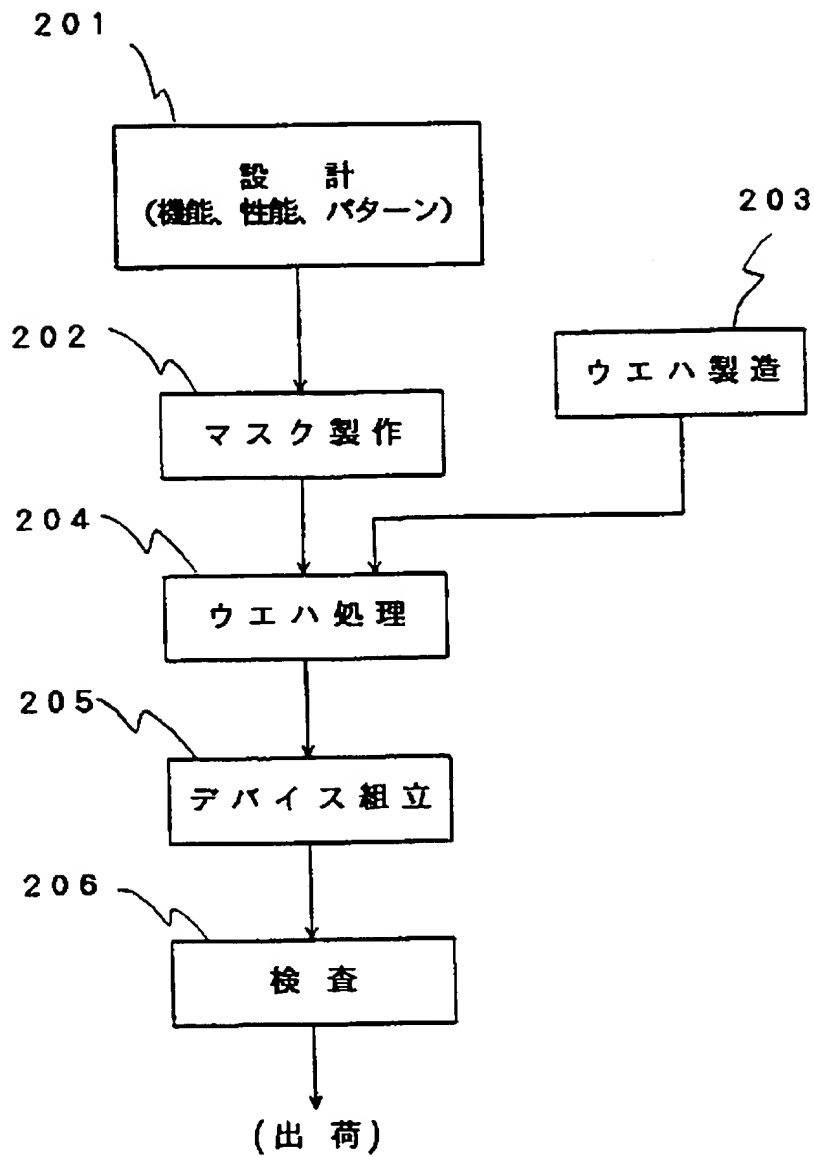 201
設計
(機能、性能、パターン)
203
202
ウエハ製造
マスク製作
204
ウエハ処理
205
デバイス組立
206
検査
(出荷)